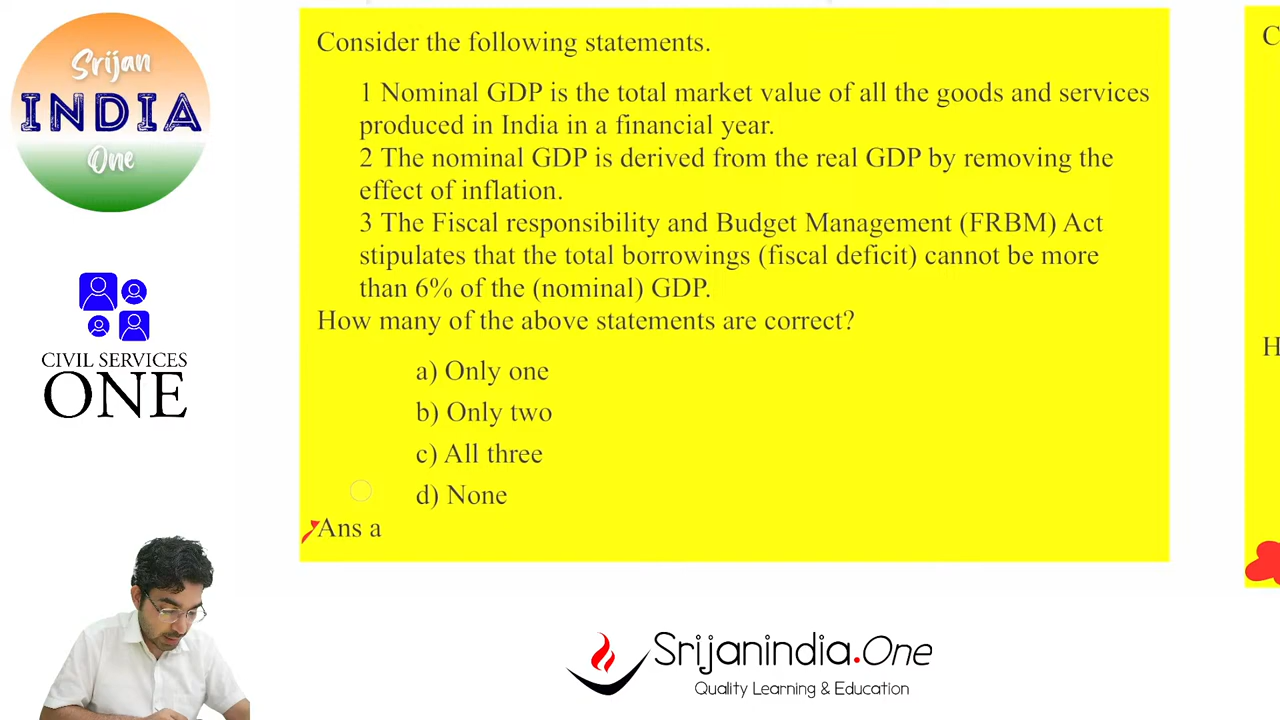 Srijan
INDIA
One
CIVIL SERVICES
ONE
Consider the following statements.
1 Nominal GDP is the total market value of all the goods and services
produced in India in a financial year.
2 The nominal GDP is derived from the real GDP by removing the
effect of inflation.
3 The Fiscal responsibility and Budget Management (FRBM) Act
stipulates that the total borrowings (fiscal deficit) cannot be more
than 6% of the (nominal) GDP.
How many of the above statements are correct?
a) Only one
b) Only two
c) All three
d) None
Ans a
C
H
Srijanindia.One
Quality Learning & Education